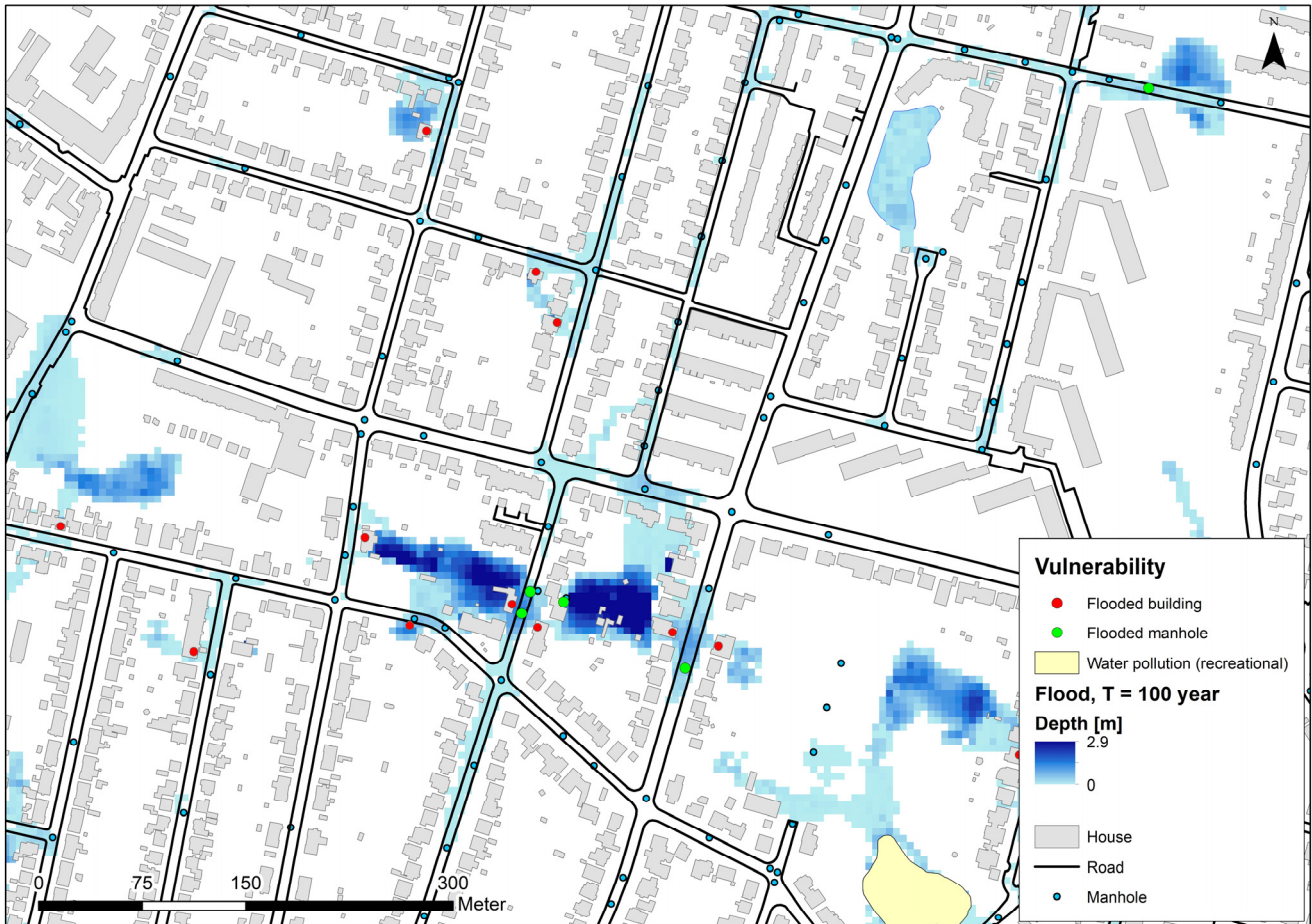 N
Vulnerability
Flooded building
Flooded manhole
Water pollution (recreational)
Flood, T = 100 year
Depth [m]
2.9
0
House
Road
Manhole
0 75 150 300
Meter